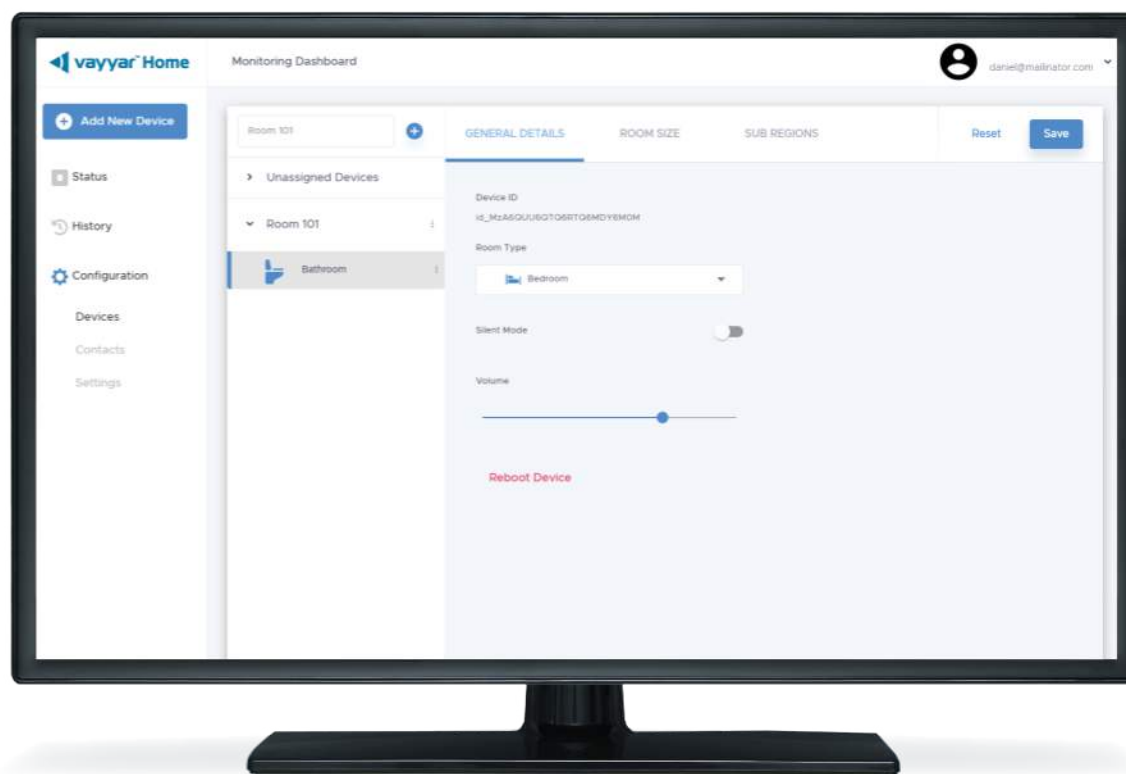 vayyar Home
Monitoring Dashboard
daniel@mailinator.com
Add New Device
Room 101
GENERAL DETAILS
ROOM SIZE
SUB REGIONS
Reset
Save
Status
History
Configuration
Devices
Contacts
Settings
Unassigned Devices
Room 101
Bathroom
Device ID
Room Type
Bedroom
Silent Mode
Volume
Reboot Device